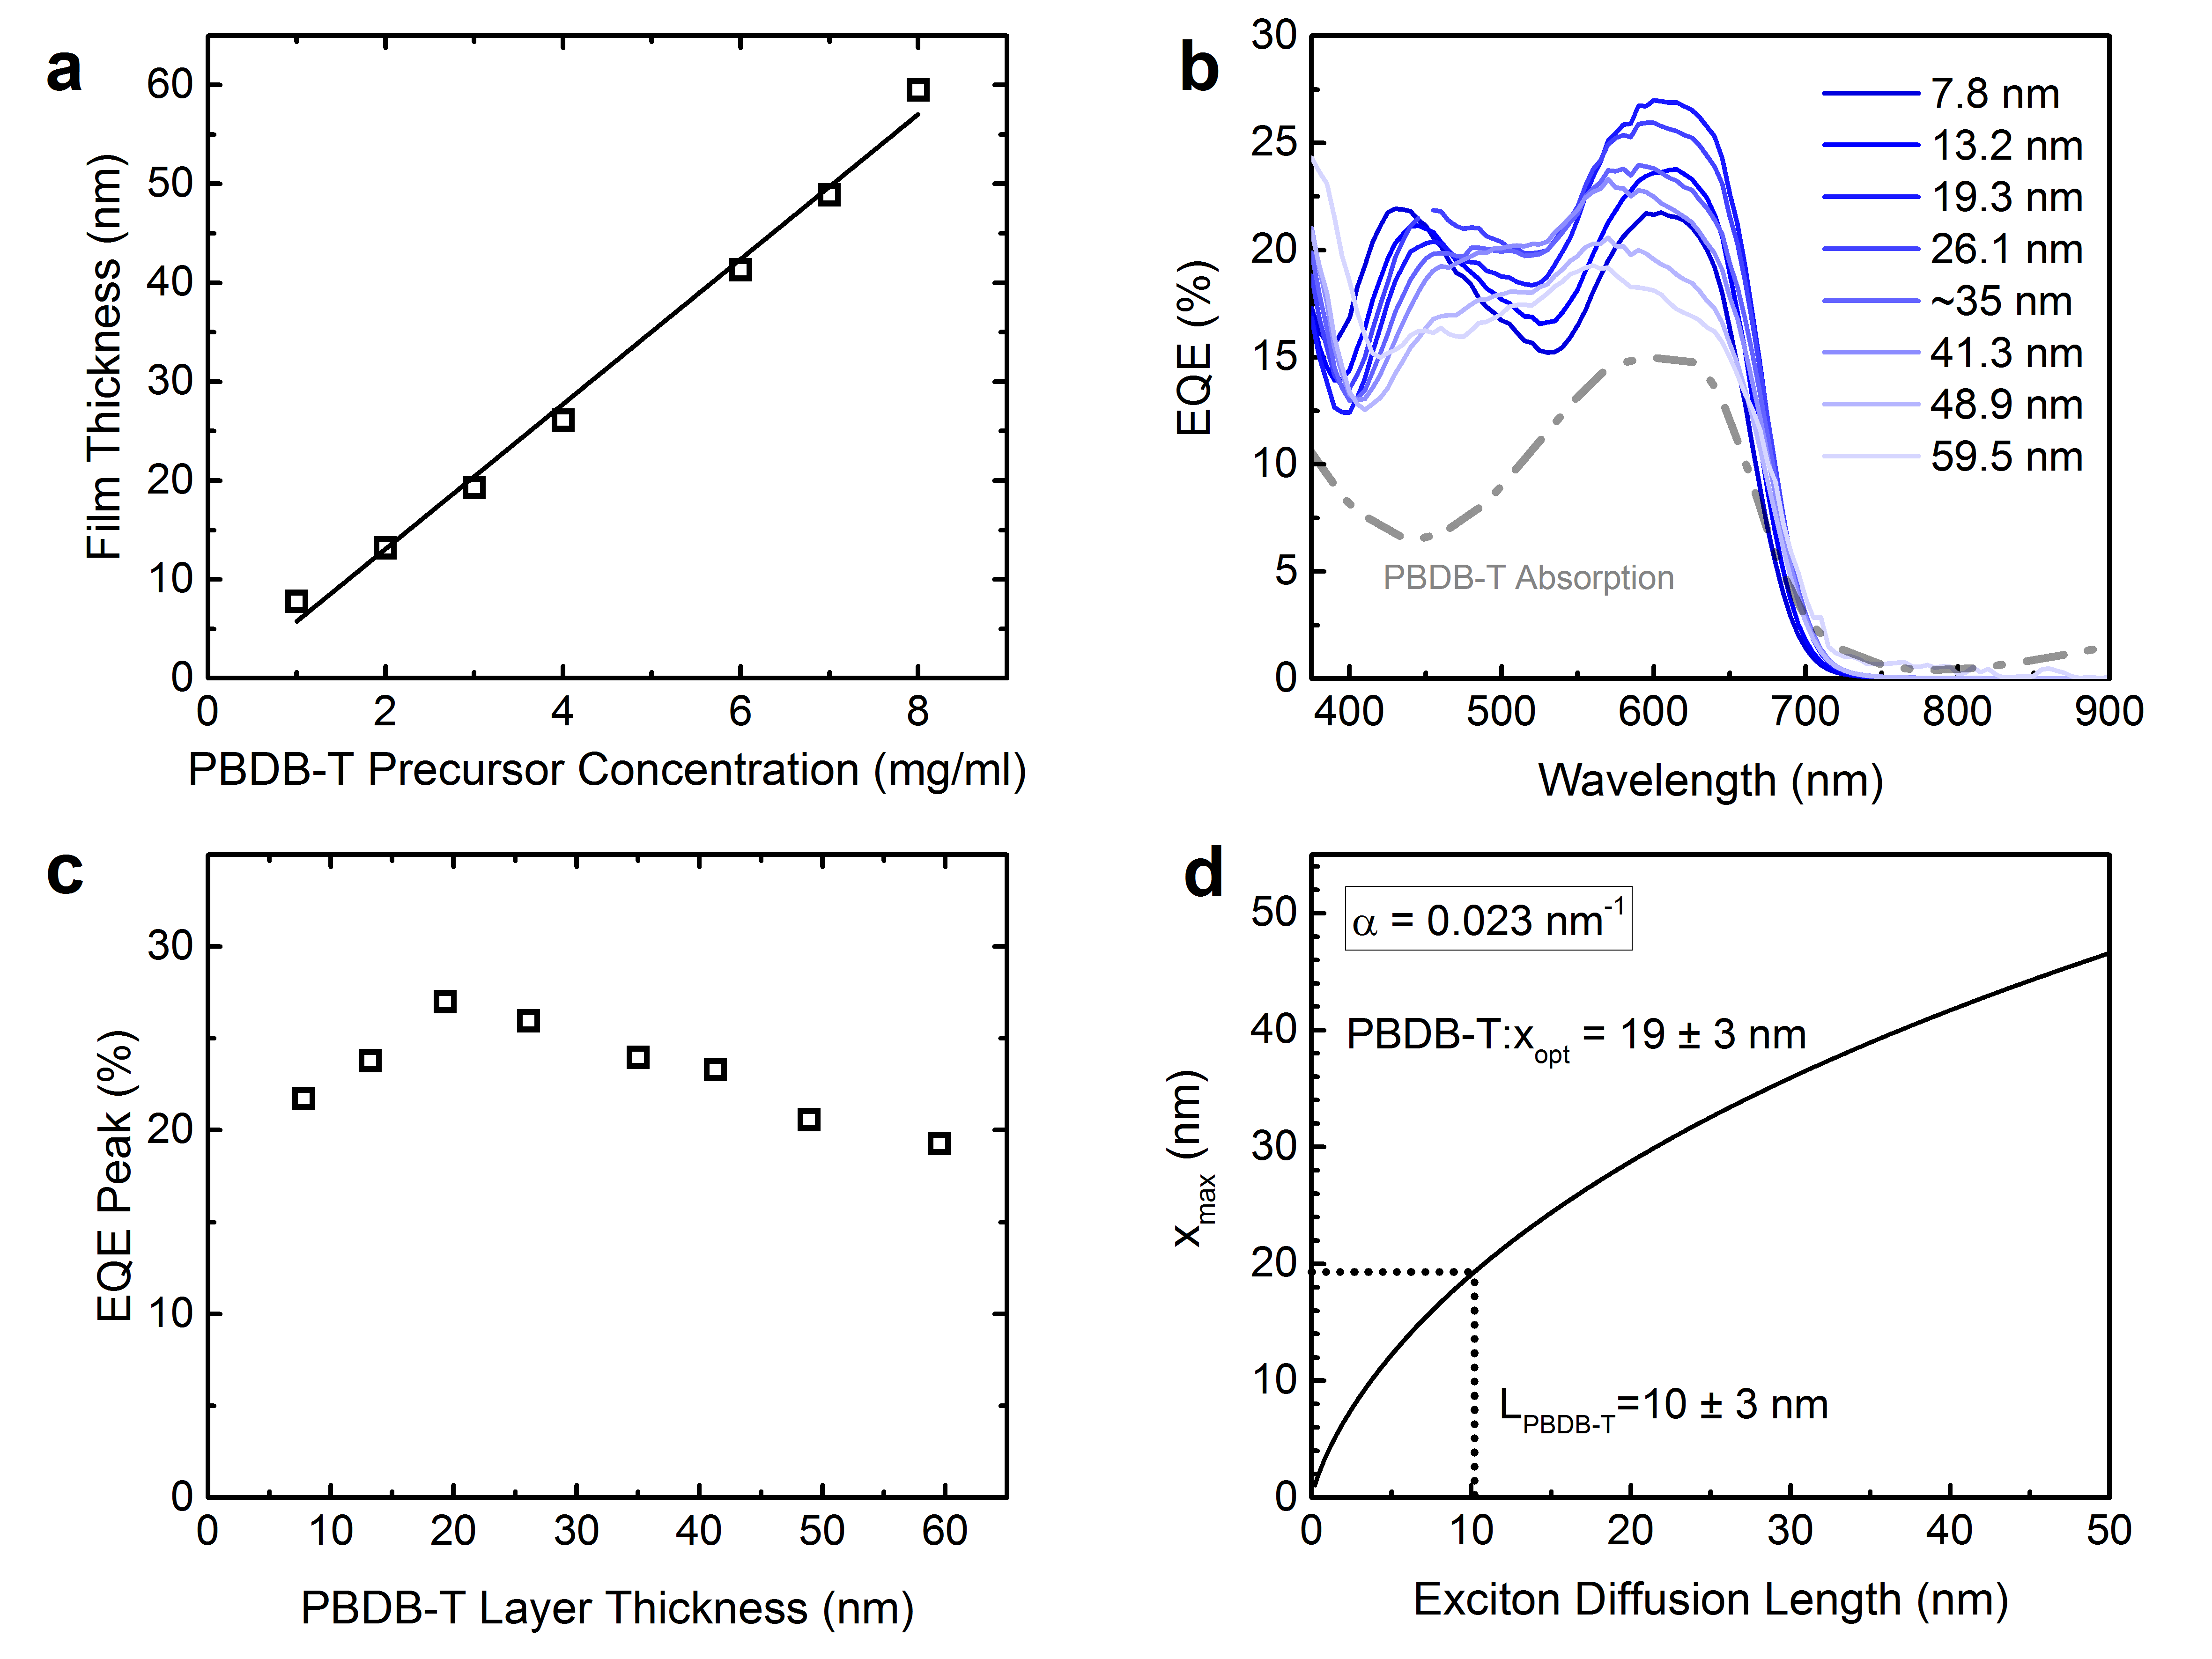 a
60
50
40
30
20
10
0
Film Thickness (nm)
0 2 4 6 8
PBDB-T Precursor Concentration (mg/ml)
b
30
25
20
15
10
5
0
EQE (%)
7.8 nm
13.2 nm
19.3 nm
26.1 nm
~35 nm
41.3 nm
48.9 nm
59.5 nm
PBDB-T Absorption
400 500 600 700 800 900
Wavelength (nm)
c
30
20
10
0
EQE Peak (%)
0 10 20 30 40 50 60
PBDB-T Layer Thickness (nm)
d
50
40
30
20
10
0
x_max (nm)
α = 0.023 nm⁻¹
PBDB-T:x_opt = 19 ± 3 nm
L_PBDB-T=10 ± 3 nm
0 10 20 30 40 50
Exciton Diffusion Length (nm)